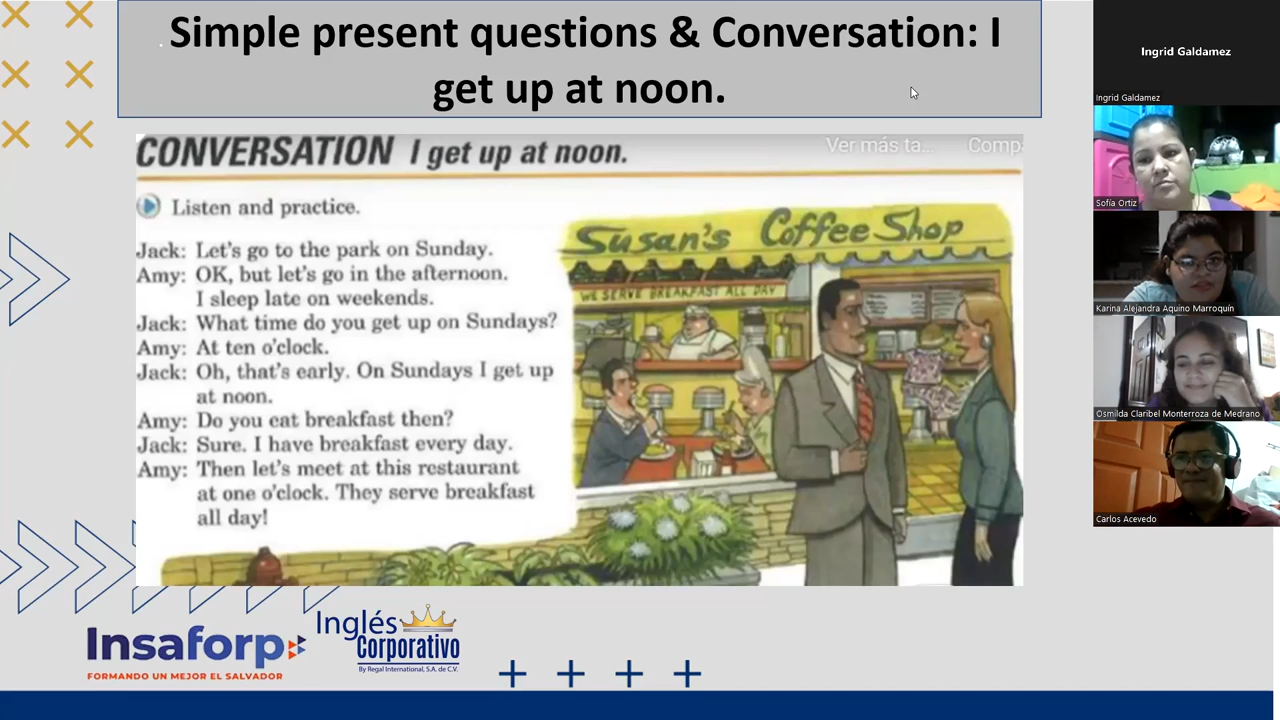 Simple present questions & Conversation: I
get up at noon.
CONVERSATION I get up at noon.
Ver más ta...
Comp
Listen and practice.
Jack: Let's go to the park on Sunday.
Amy: OK, but let's go in the afternoon.
I sleep late on weekends.
Jack: What time do you get up on Sundays?
Amy: At ten o'clock.
Jack: Oh, that's early. On Sundays I get up
at noon.
Amy: Do you eat breakfast then?
Jack: Sure. I have breakfast every day.
Amy: Then let's meet at this restaurant
at one o'clock. They serve breakfast
all day!
Susan's Coffee Shop
WE SERVE BREAKFAST ALL DAY
Insaforp
FORMANDO UN MEJOR EL SALVADOR
Inglés
Corporativo
By Regal International, S.A. de C.V.
Ingrid Galdamez
Ingrid Galdamez
Sofía Ortiz
Karina Alejandra Aquino Marroquín
Osmilda Claribel Monterroza de Medrano
Carlos Acevedo